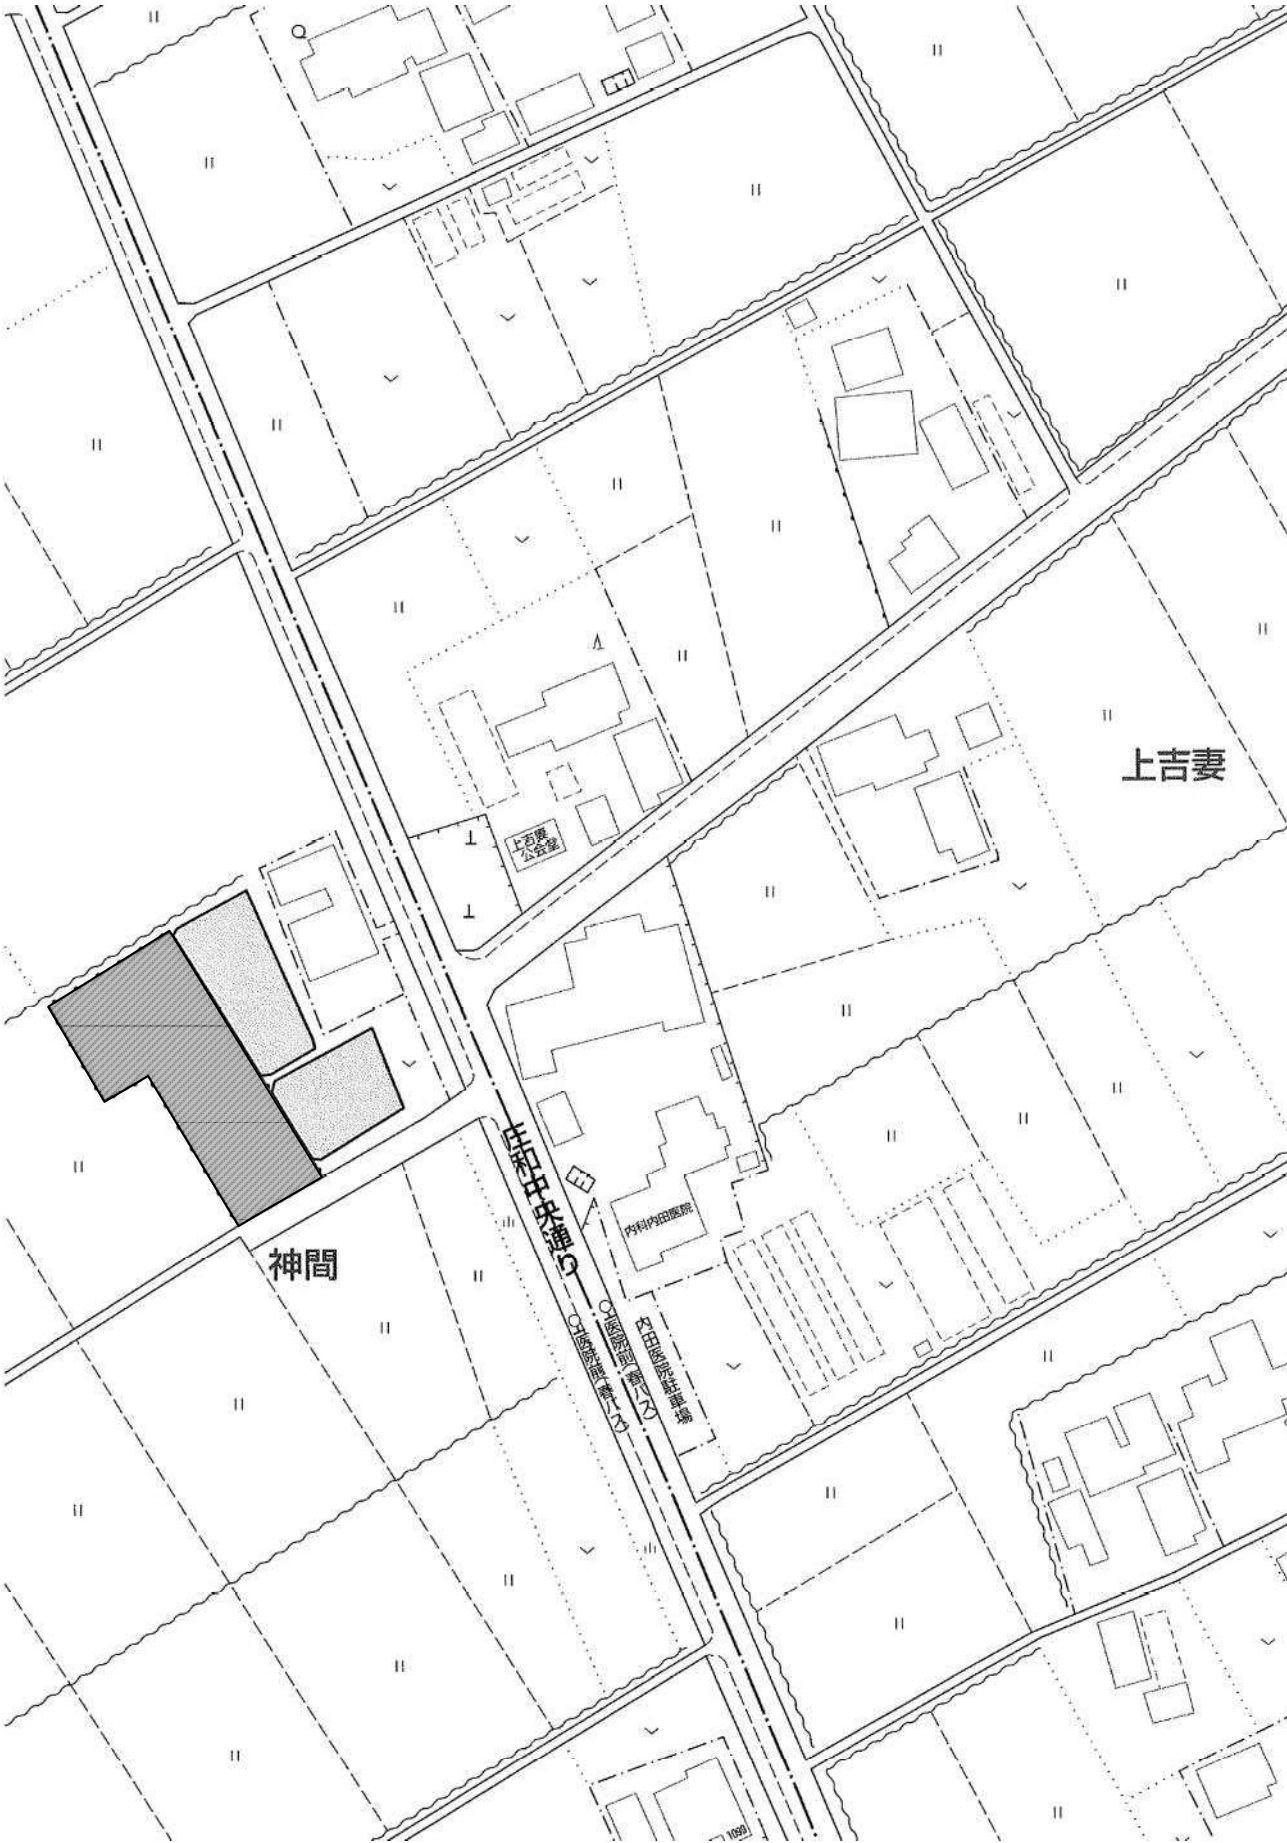 上吉妻
上吉妻
公会堂
神間
庄和中央通り
内科内田医院
内田医院駐車場
医院前(春バス)
医院前(春バス)
1099